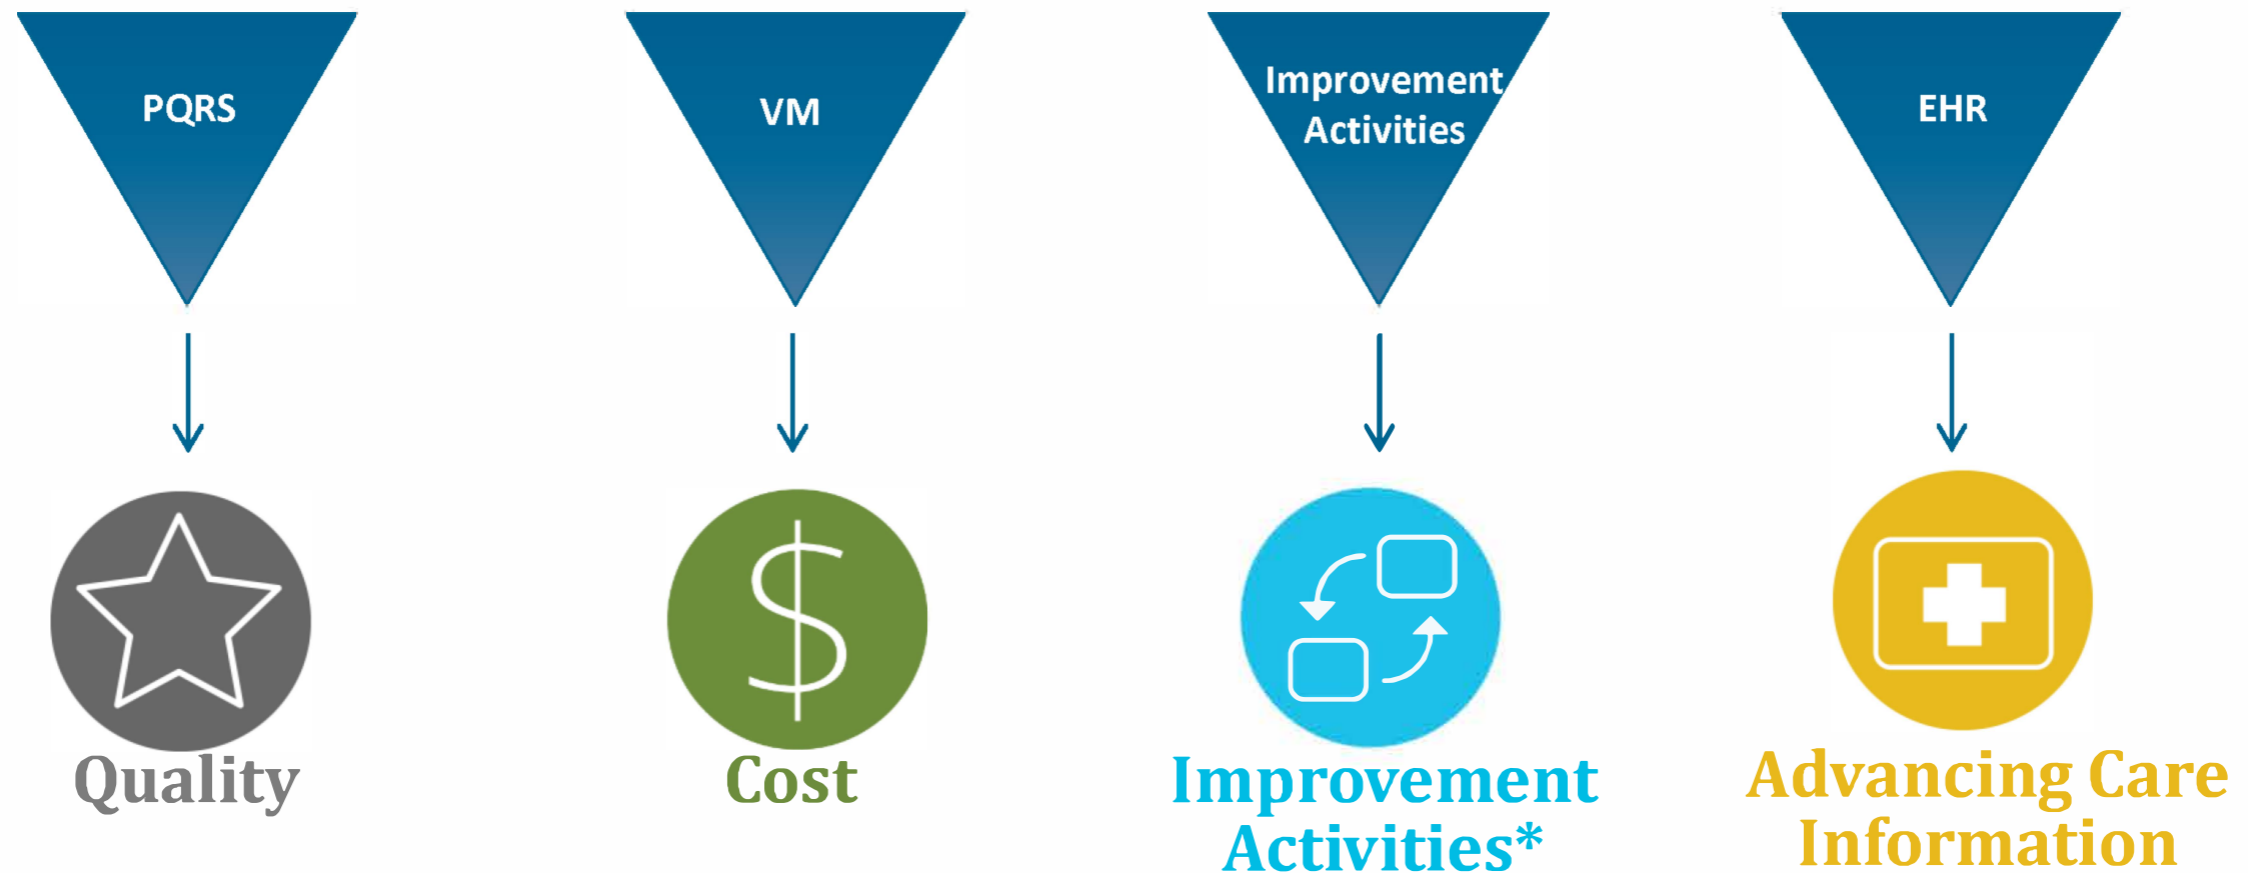 PQRS
VM
Improvement
Activities
EHR
$
Quality
Cost
Improvement
Activities*
Advancing Care
Information